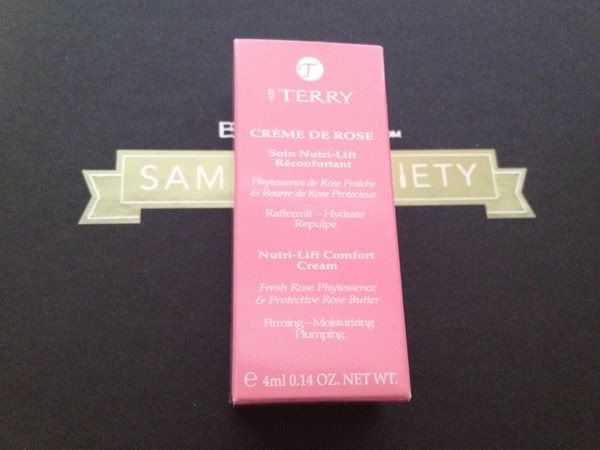 T
BY TERRY
CRÈME DE ROSE
Soin Nutri-Lift
Réconfortant
Phytessence de Rose Fraîche
& Beurre de Rose Protecteur
Raffermit – Hydrate
Repulpe
Nutri-Lift Comfort
Cream
Fresh Rose Phytessence
& Protective Rose Butter
Firming – Moisturizing
Plumping
℮ 4ml 0.14 OZ. NET WT.
SAM IETY